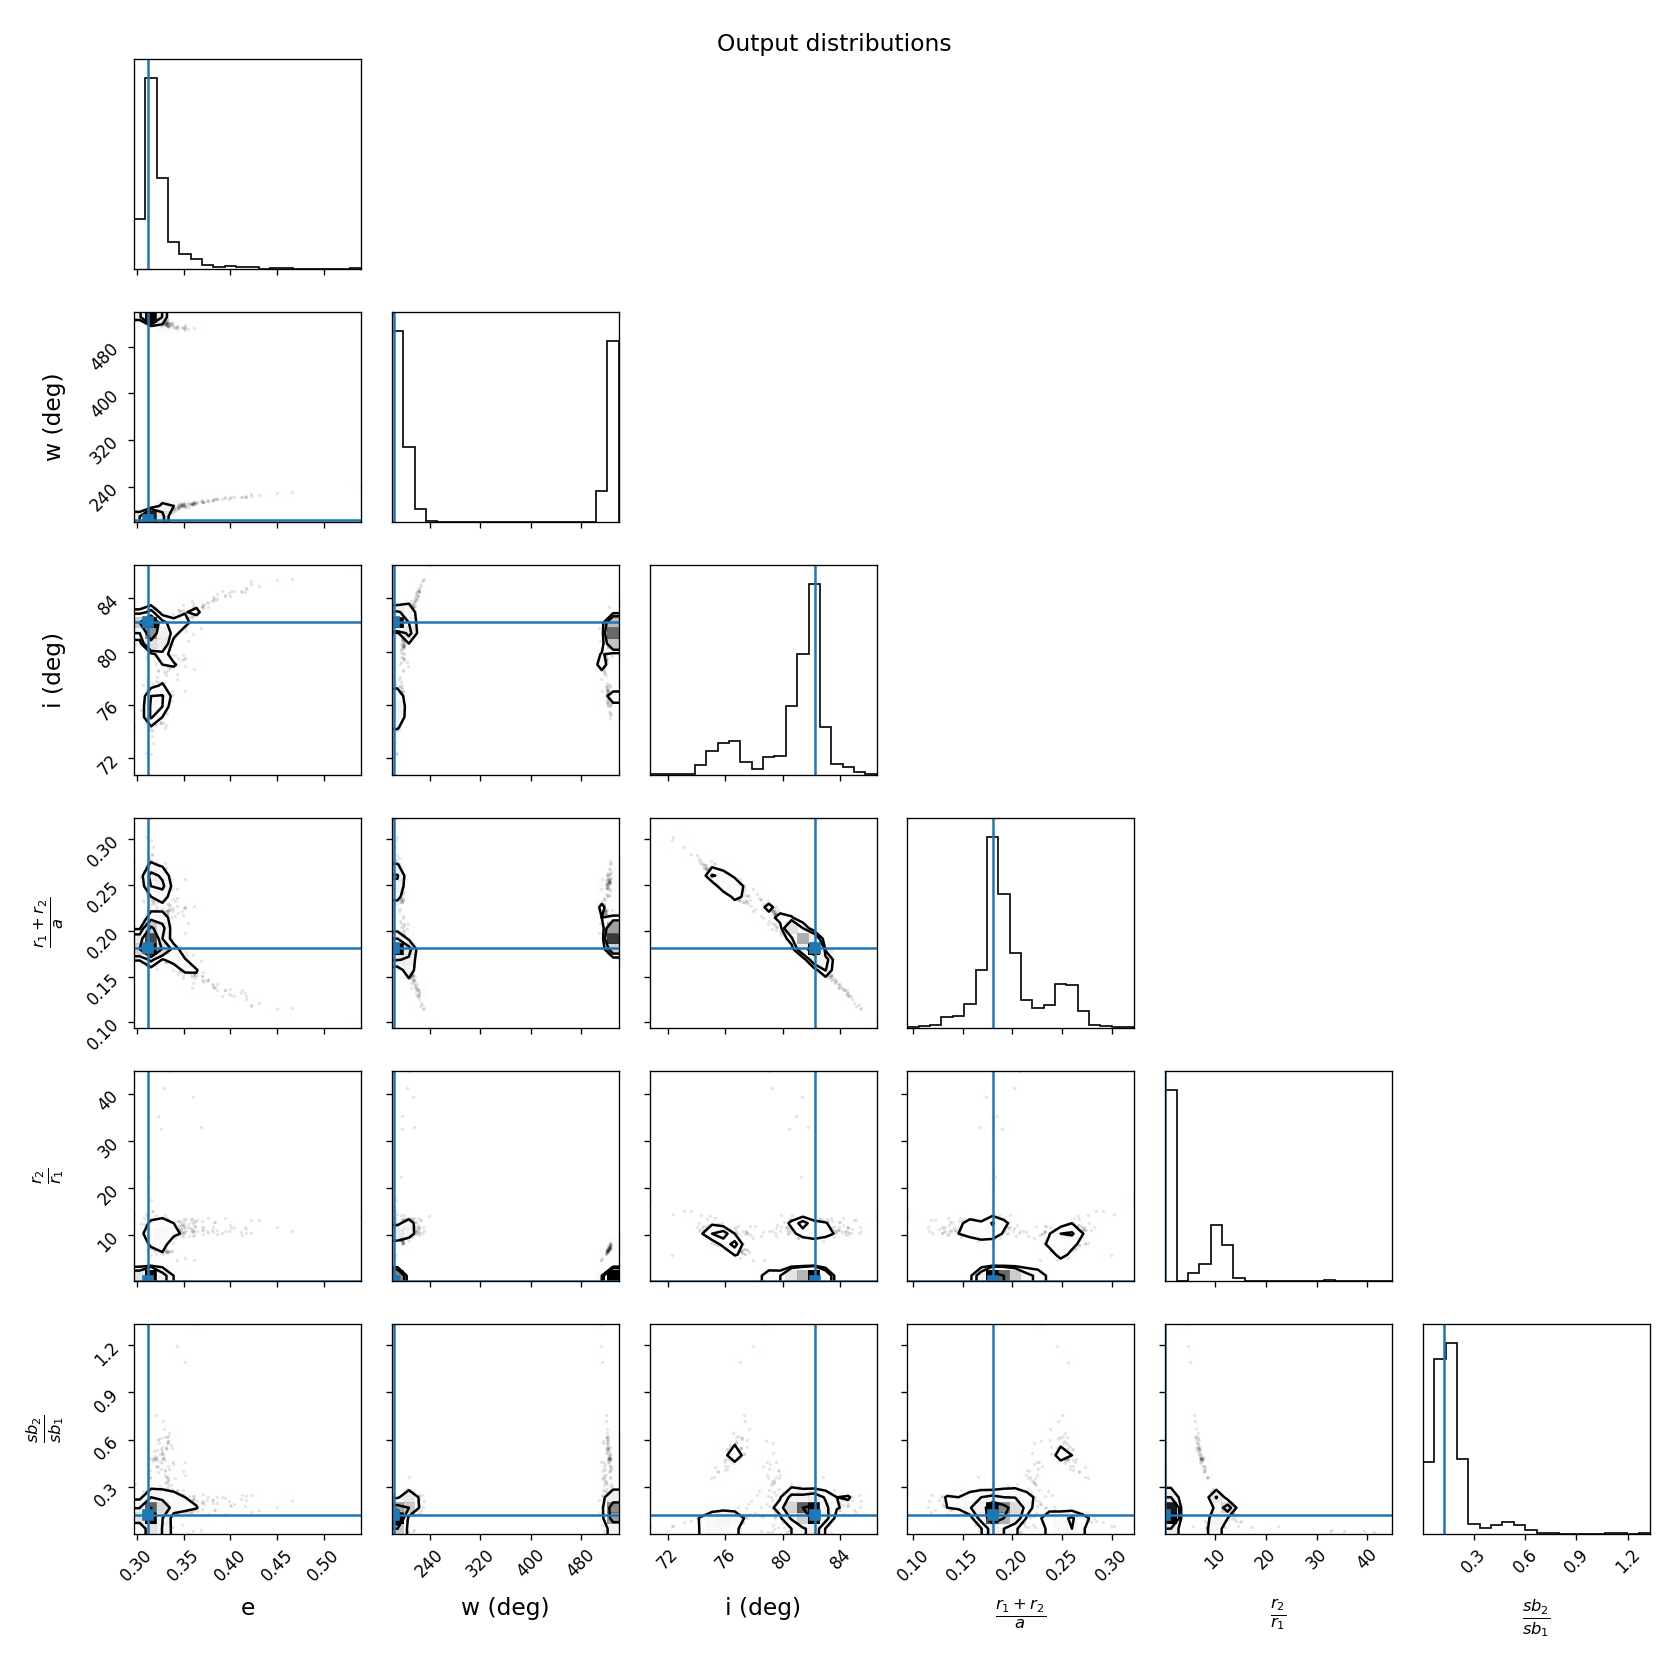 Output distributions
w (deg)
480
400
320
240
i (deg)
84
80
76
72
r₁ + r₂
a
0.30
0.25
0.20
0.15
0.10
r₂
r₁
40
30
20
10
sb₂
sb₁
1.2
0.9
0.6
0.3
0.30 0.35 0.40 0.45 0.50 240 320 400 480 72 76 80 84 0.10 0.15 0.20 0.25 0.30 10 20 30 40 0.3 0.6 0.9 1.2
e w (deg) i (deg) r₁ + r₂ r₂ sb₂
a r₁ sb₁